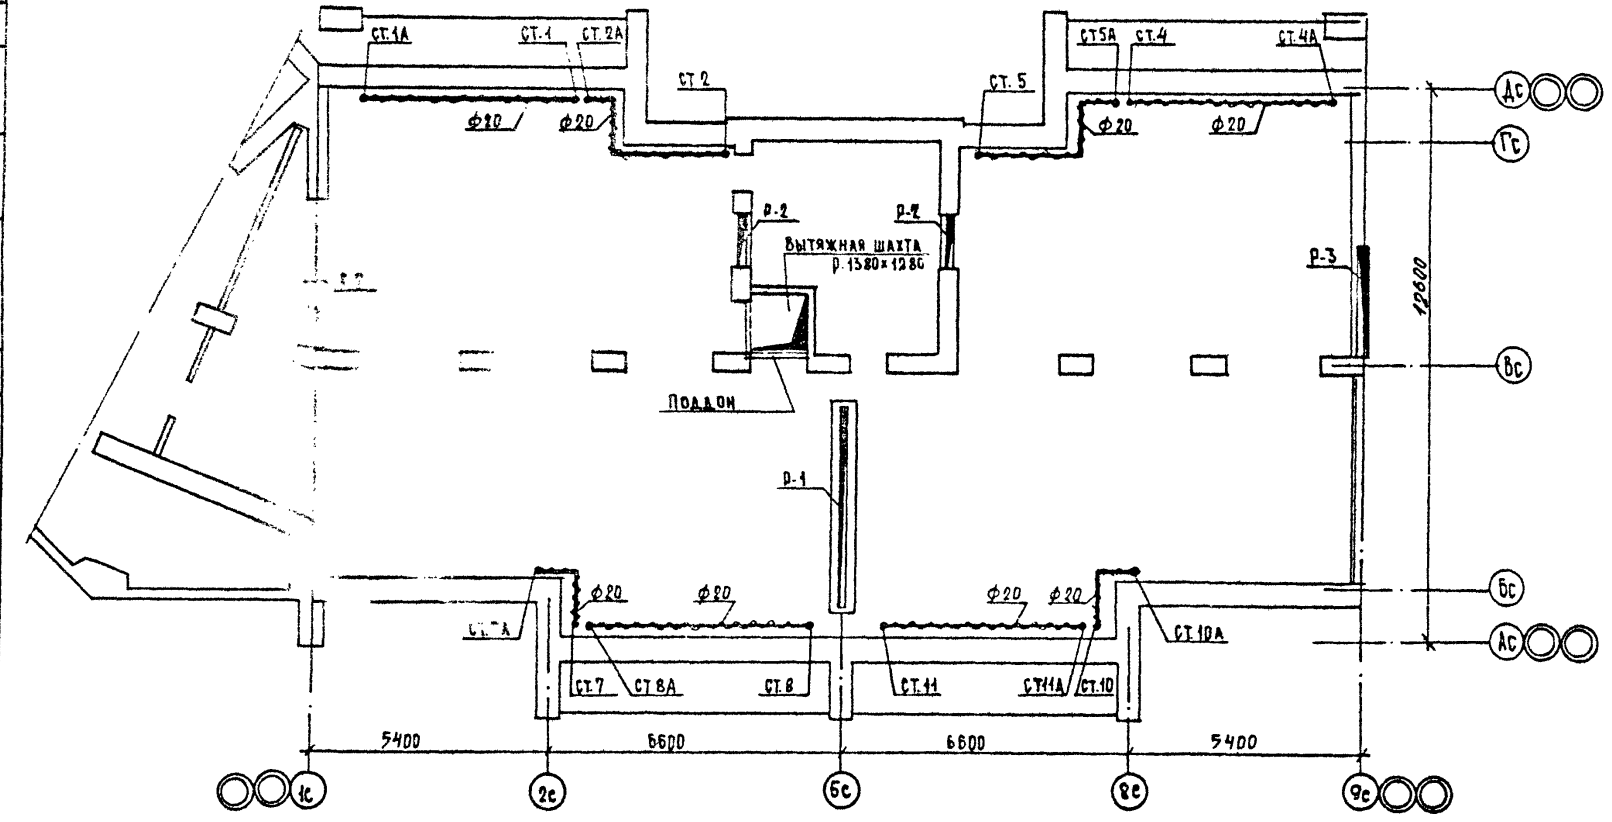 СТ.1А
СТ.1
СТ.2А
СТ5А
СТ.4
СТ.4А
СТ 2
СТ. 5
Дс
ф20
ф20
ф20
ф20
Гс
Р-2
Р-2
ВЫТЯЖНАЯ ШАХТА
Р. 1380×1280
Р-3
12600
Вс
ПОДДОН
Р-1
ф20
ф20
ф20
ф20
Бс
СТ.7А
СТ.10А
Ас
СТ.7
СТ 8А
СТ. 8
СТ.11
СТ11А
СТ.10
5400
6600
6600
5400
1с
2с
5с
8с
9с